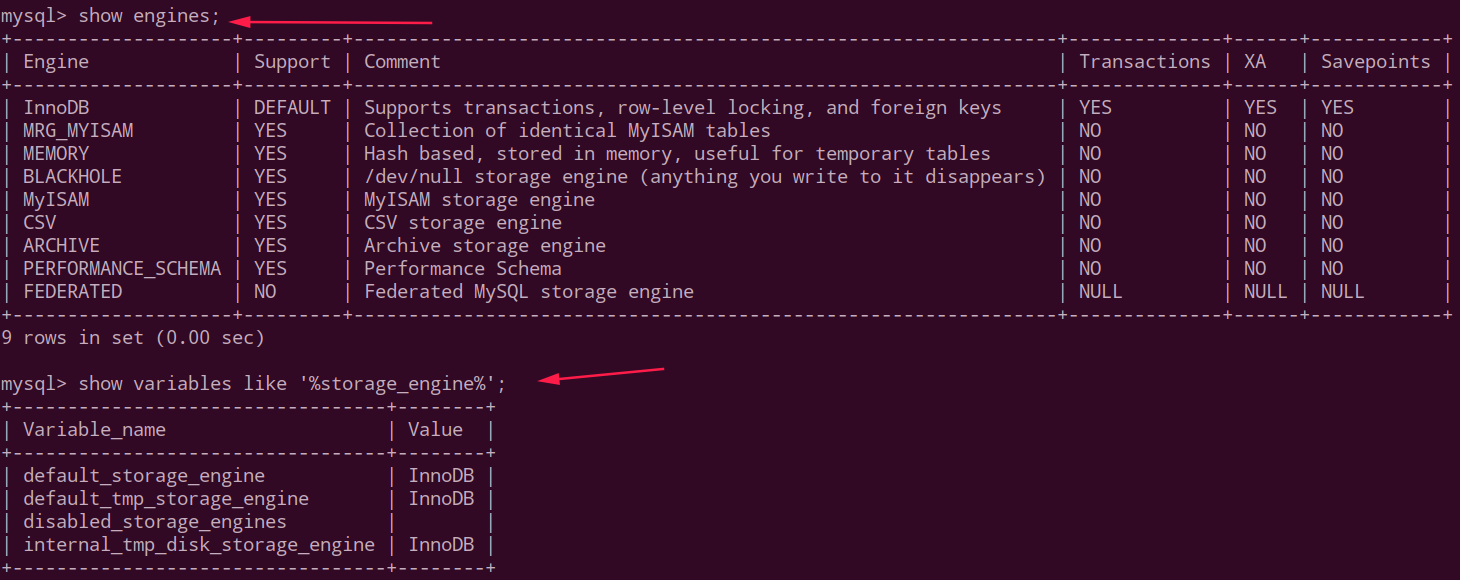 mysql> show engines;
+--------------------+---------+----------------------------------------------------------------+--------------+------+------------+
| Engine             | Support | Comment                                                        | Transactions | XA   | Savepoints |
+--------------------+---------+----------------------------------------------------------------+--------------+------+------------+
| InnoDB             | DEFAULT | Supports transactions, row-level locking, and foreign keys     | YES          | YES  | YES        |
| MRG_MYISAM         | YES     | Collection of identical MyISAM tables                          | NO           | NO   | NO         |
| MEMORY             | YES     | Hash based, stored in memory, useful for temporary tables      | NO           | NO   | NO         |
| BLACKHOLE          | YES     | /dev/null storage engine (anything you write to it disappears) | NO           | NO   | NO         |
| MyISAM             | YES     | MyISAM storage engine                                          | NO           | NO   | NO         |
| CSV                | YES     | CSV storage engine                                             | NO           | NO   | NO         |
| ARCHIVE            | YES     | Archive storage engine                                         | NO           | NO   | NO         |
| PERFORMANCE_SCHEMA | YES     | Performance Schema                                             | NO           | NO   | NO         |
| FEDERATED          | NO      | Federated MySQL storage engine                                 | NULL         | NULL | NULL       |
+--------------------+---------+----------------------------------------------------------------+--------------+------+------------+
9 rows in set (0.00 sec)
mysql> show variables like '%storage_engine%';
+----------------------------------+--------+
| Variable_name                    | Value  |
+----------------------------------+--------+
| default_storage_engine           | InnoDB |
| default_tmp_storage_engine       | InnoDB |
| disabled_storage_engines         |        |
| internal_tmp_disk_storage_engine | InnoDB |
+----------------------------------+--------+